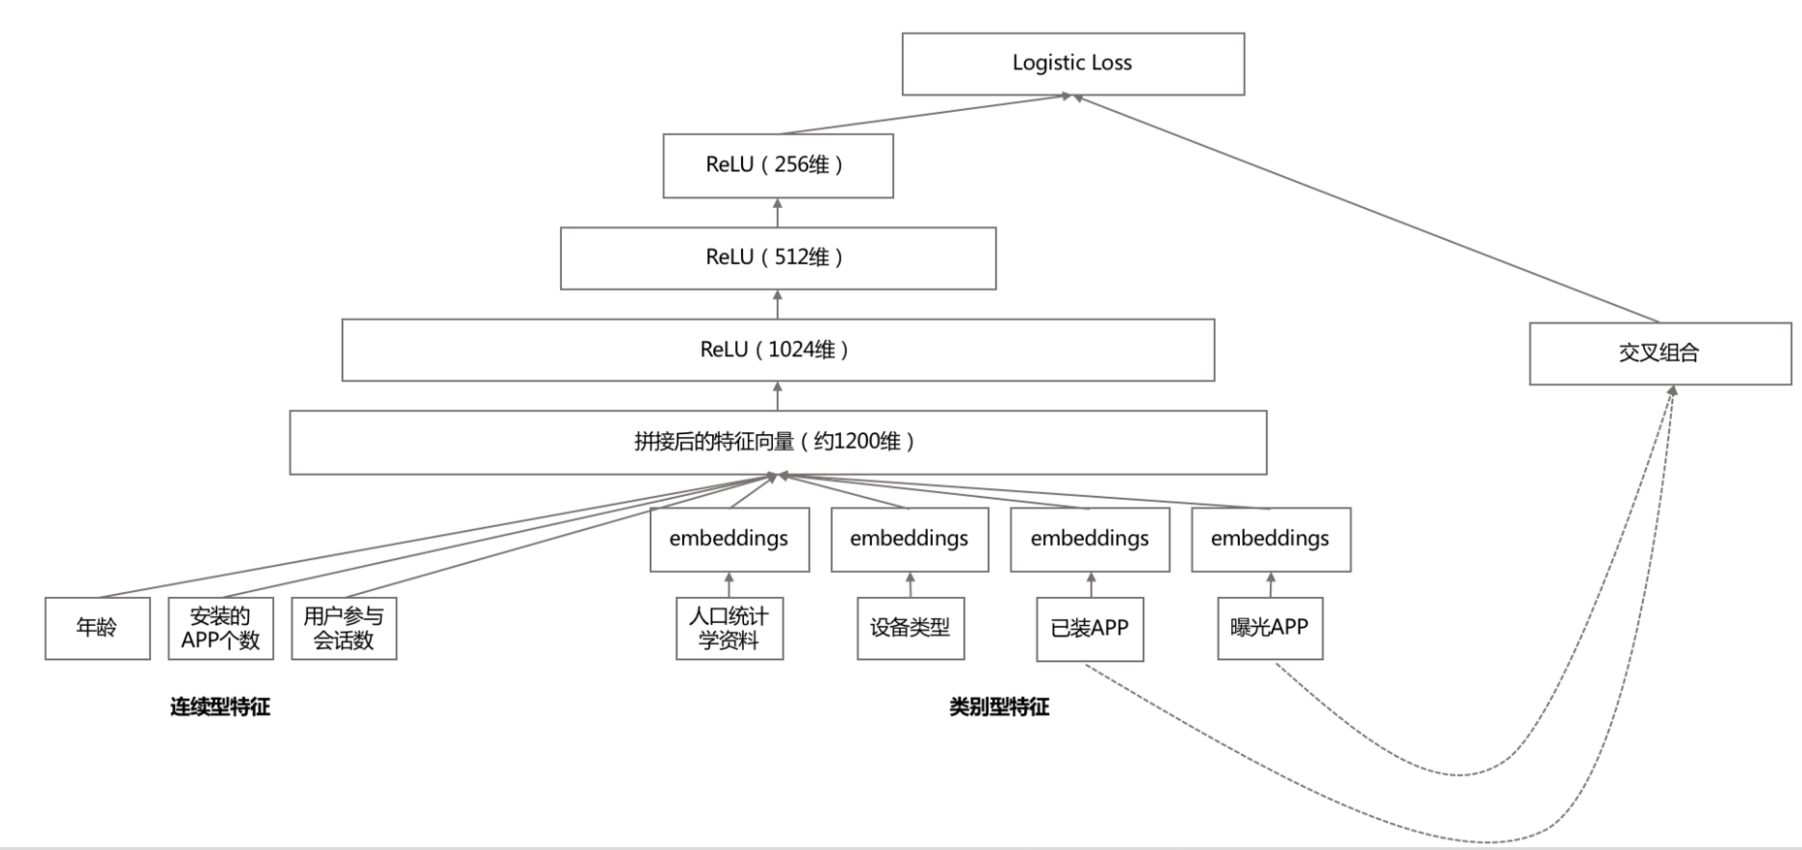 Logistic Loss
ReLU（256维）
ReLU（512维）
ReLU（1024维）
交叉组合
拼接后的特征向量（约1200维）
embeddings
embeddings
embeddings
embeddings
年龄
安装的
APP个数
用户参与
会话数
人口统计
学资料
设备类型
已装APP
曝光APP
连续型特征
类别型特征